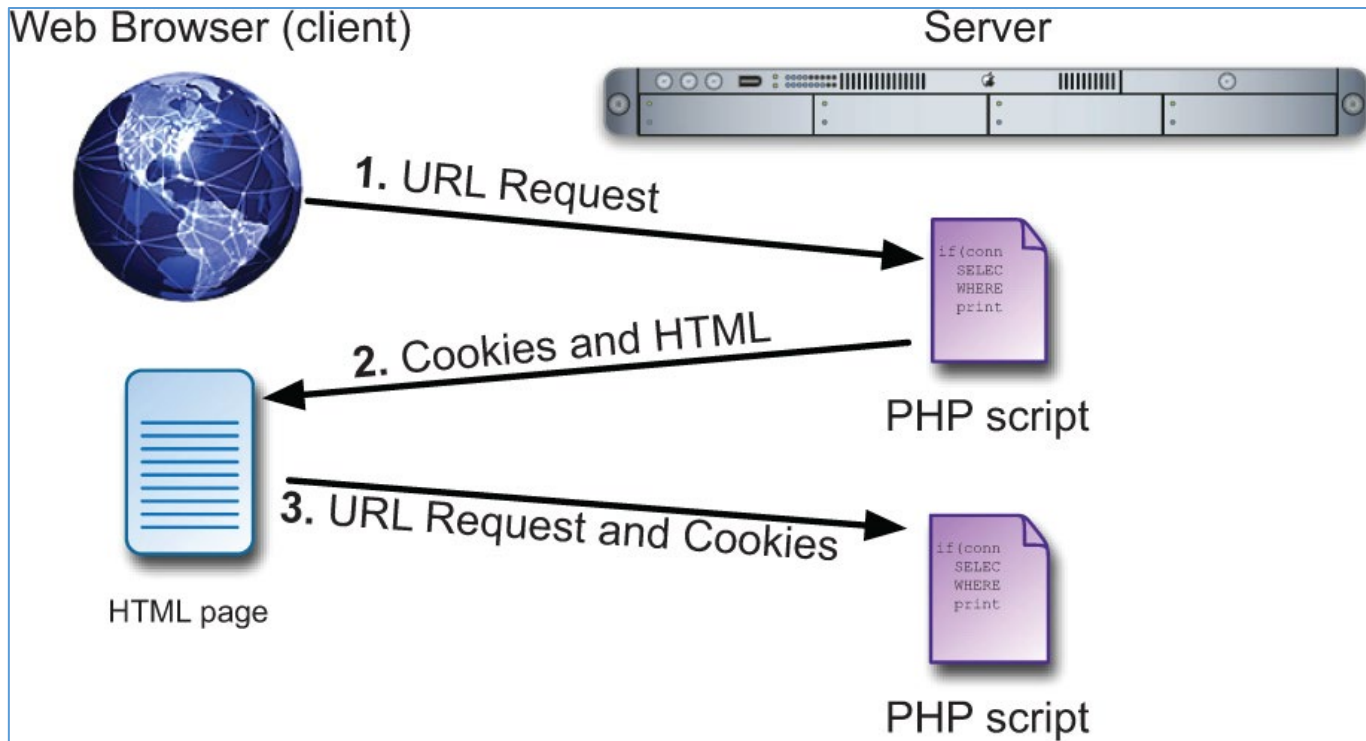 Web Browser (client)
Server
1. URL Request
if(conn
SELEC
WHERE
print
2. Cookies and HTML
PHP script
3. URL Request and Cookies
HTML page
if(conn
SELEC
WHERE
print
PHP script